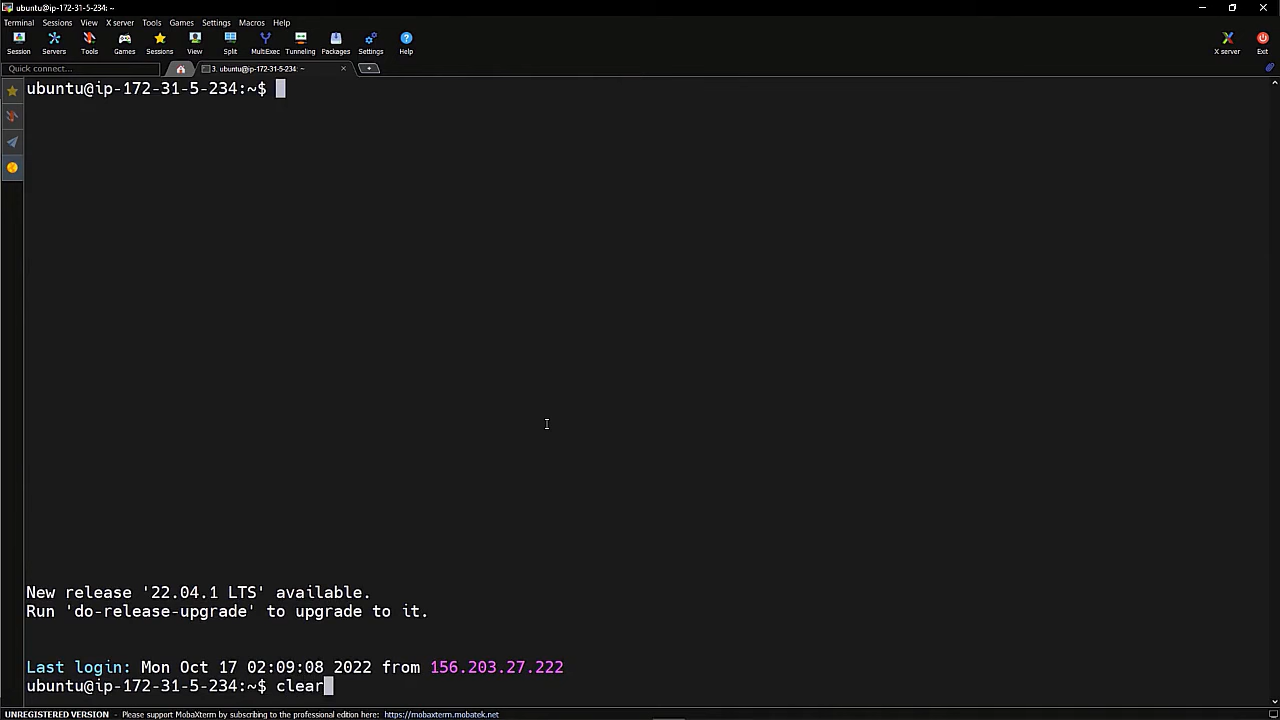 ubuntu@ip-172-31-5-234: ~
Terminal Sessions View X server Tools Games Settings Macros Help
Session Servers Tools Games Sessions View Split MultiExec Tunneling Packages Settings Help X server Exit
Quick connect... 3. ubuntu@ip-172-31-5-234: ~
ubuntu@ip-172-31-5-234:~$
New release '22.04.1 LTS' available.
Run 'do-release-upgrade' to upgrade to it.
Last login: Mon Oct 17 02:09:08 2022 from 156.203.27.222
ubuntu@ip-172-31-5-234:~$ clear
UNREGISTERED VERSION - Please support MobaXterm by subscribing to the professional edition here: https://mobaxterm.mobatek.net